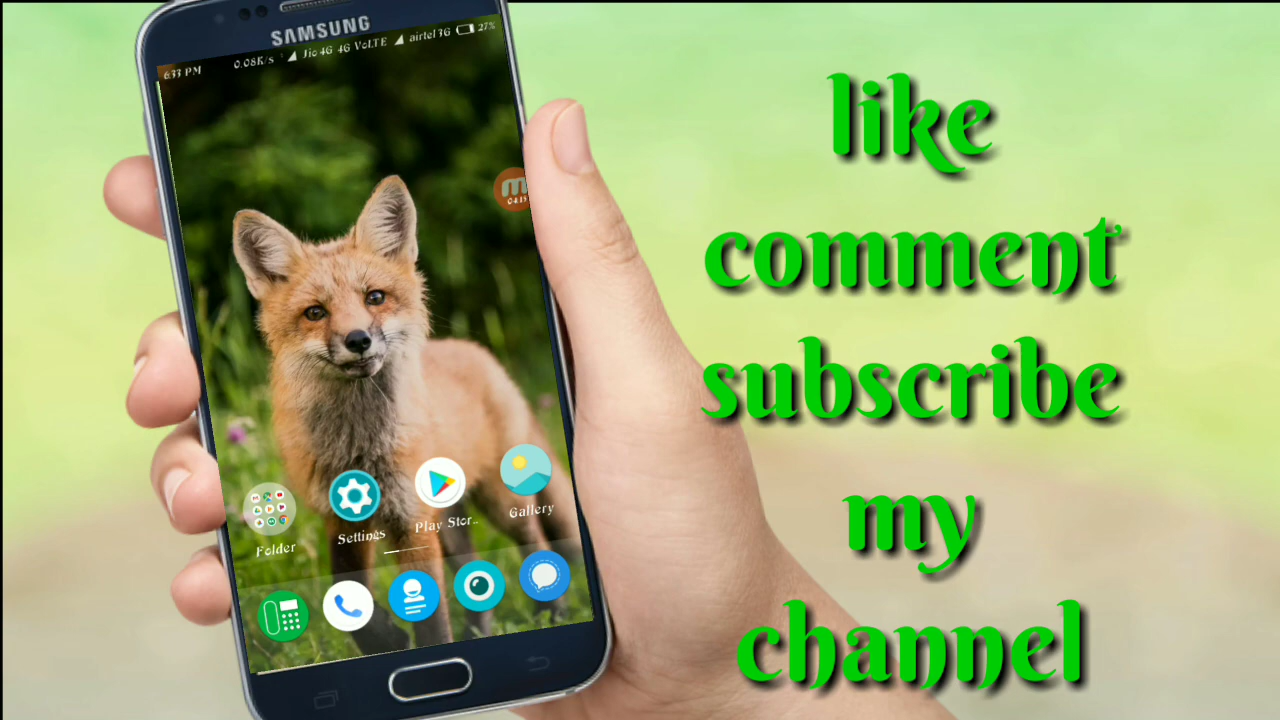 SAMSUNG
6:33 PM 0.08K/s Jio 4G 4G VoLTE airtel 3G 27%
like
comment
subscribe
my
channel
Folder Settings Play Stor.. Gallery